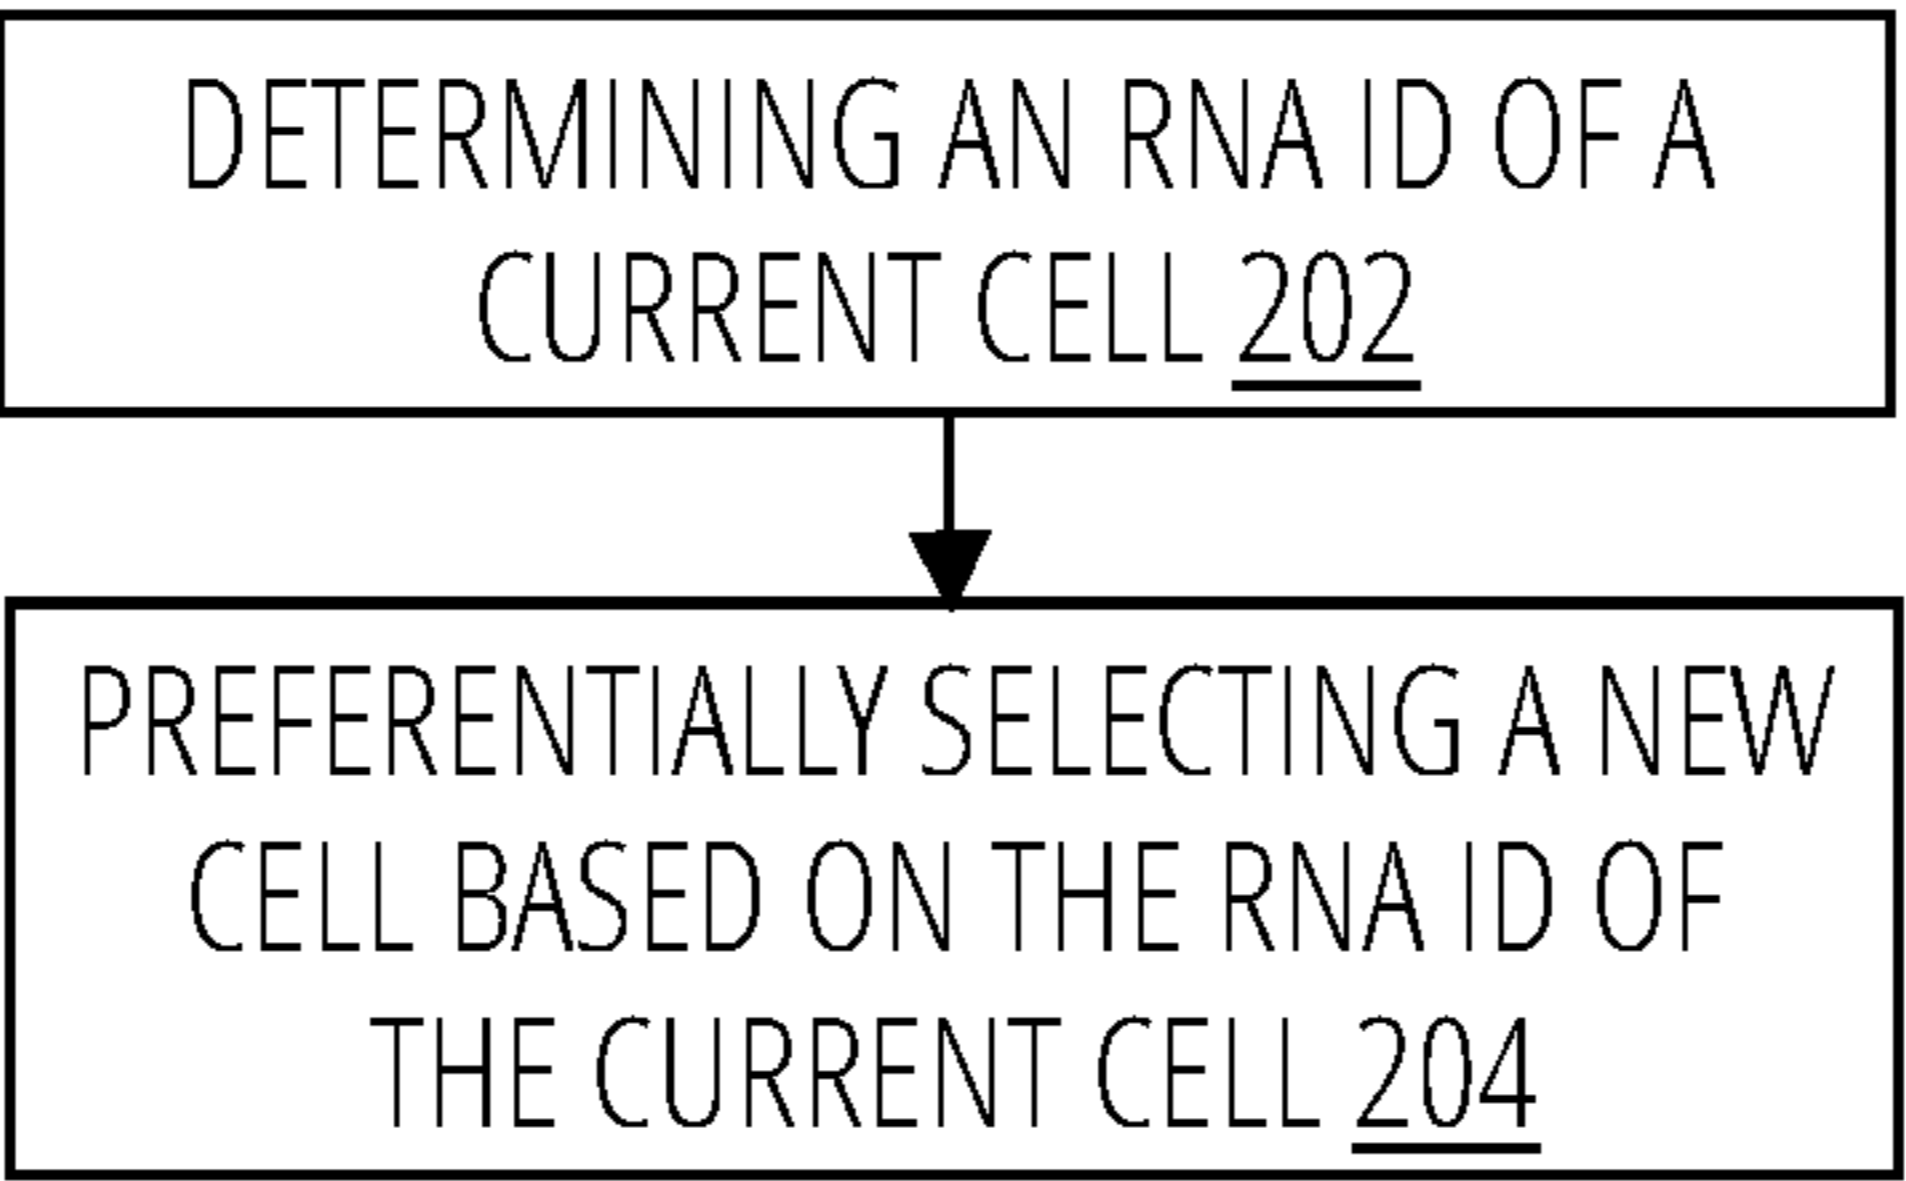 DETERMINING AN RNA ID OF A
CURRENT CELL 202
PREFERENTIALLY SELECTING A NEW
CELL BASED ON THE RNA ID OF
THE CURRENT CELL 204